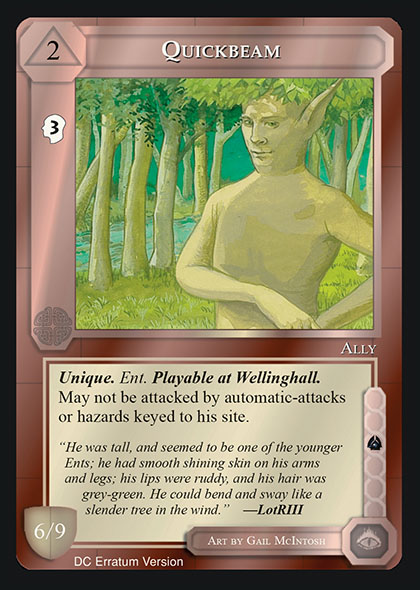 2
QUICKBEAM
3
ALLY
Unique. Ent. Playable at Wellinghall.
May not be attacked by automatic-attacks
or hazards keyed to his site.
“He was tall, and seemed to be one of the younger
Ents; he had smooth shining skin on his arms
and legs; his lips were ruddy, and his hair was
grey-green. He could bend and sway like a
slender tree in the wind.” —LotRIII
6/9
ART BY GAIL MCINTOSH
DC Erratum Version